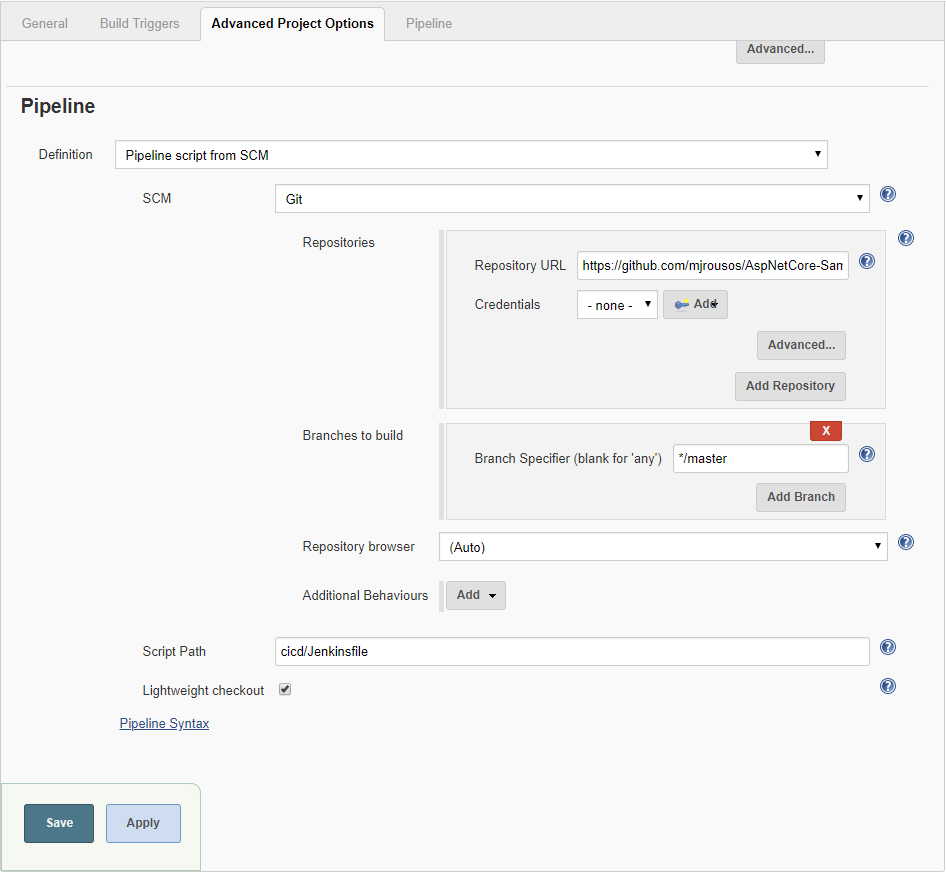 General Build Triggers Advanced Project Options Pipeline
Advanced...
Pipeline
Definition Pipeline script from SCM
SCM Git
Repositories
Repository URL https://github.com/mjrousos/AspNetCore-San
Credentials - none - Add
Advanced...
Add Repository
X
Branches to build
Branch Specifier (blank for 'any') */master
Add Branch
Repository browser (Auto)
Additional Behaviours Add
Script Path cicd/Jenkinsfile
Lightweight checkout
Pipeline Syntax
Save Apply